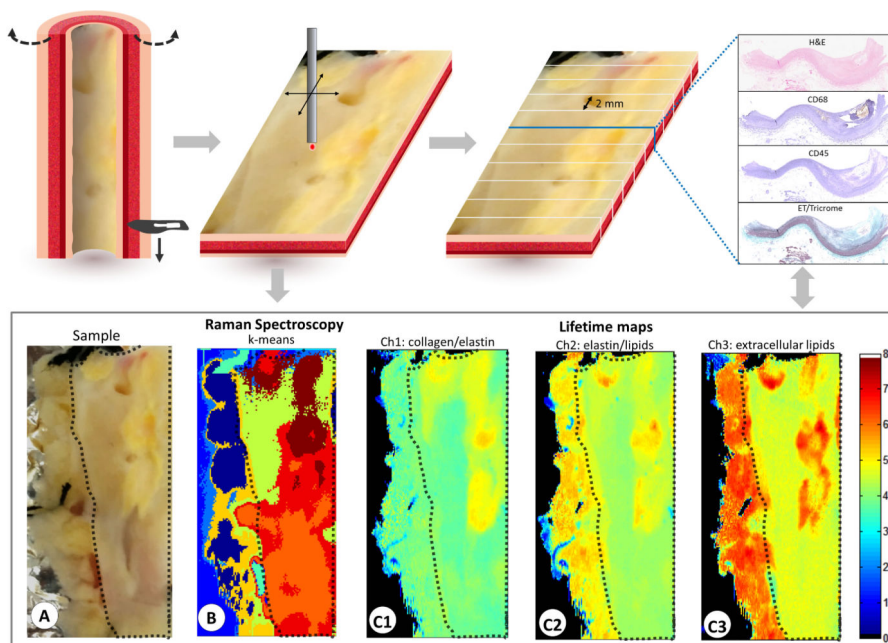 H&E
2 mm
CD68
CD45
ET/Tricrome
Sample
Raman Spectroscopy
k-means
Lifetime maps
Ch1: collagen/elastin
Ch2: elastin/lipids
Ch3: extracellular lipids
8
7
6
5
4
3
2
1
0
A
B
C1
C2
C3